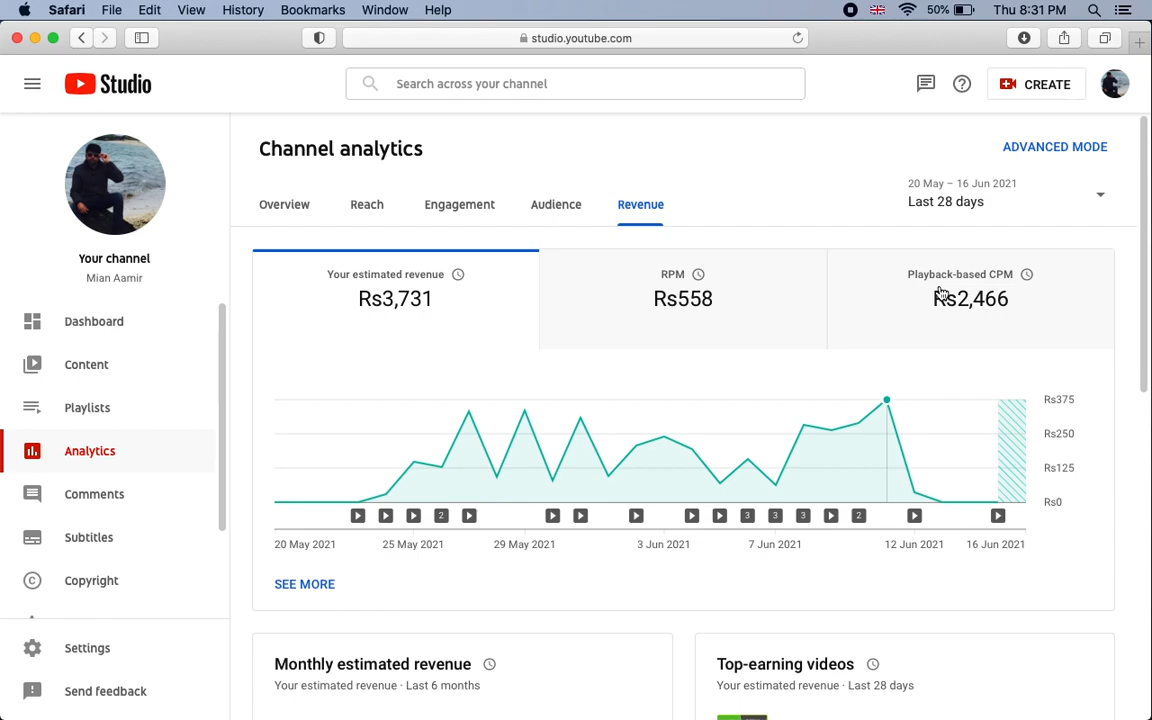 Safari File Edit View History Bookmarks Window Help 50% Thu 8:31 PM
studio.youtube.com
Studio
Search across your channel
CREATE
Your channel
Mian Aamir
Dashboard
Content
Playlists
Analytics
Comments
Subtitles
Copyright
Settings
Send feedback
Channel analytics
ADVANCED MODE
Overview Reach Engagement Audience Revenue
20 May – 16 Jun 2021
Last 28 days
Your estimated revenue
Rs3,731
RPM
Rs558
Playback-based CPM
Rs2,466
Rs375
Rs250
Rs125
Rs0
2 3 3 3 2
20 May 2021 25 May 2021 29 May 2021 3 Jun 2021 7 Jun 2021 12 Jun 2021 16 Jun 2021
SEE MORE
Monthly estimated revenue
Your estimated revenue · Last 6 months
Top-earning videos
Your estimated revenue · Last 28 days